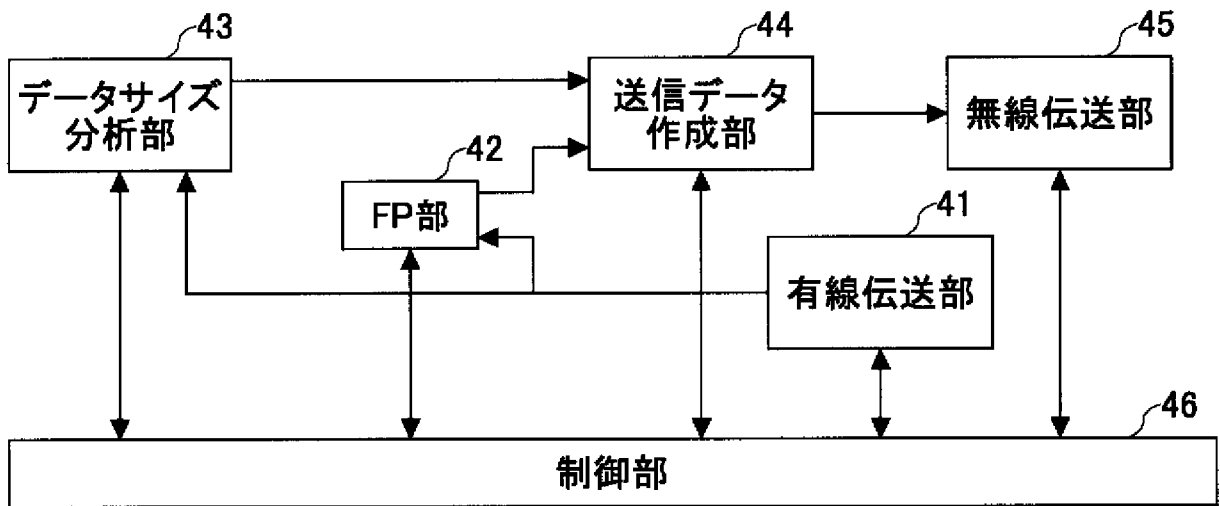 43
データサイズ
分析部
44
送信データ
作成部
45
無線伝送部
42
FP部
41
有線伝送部
46
制御部